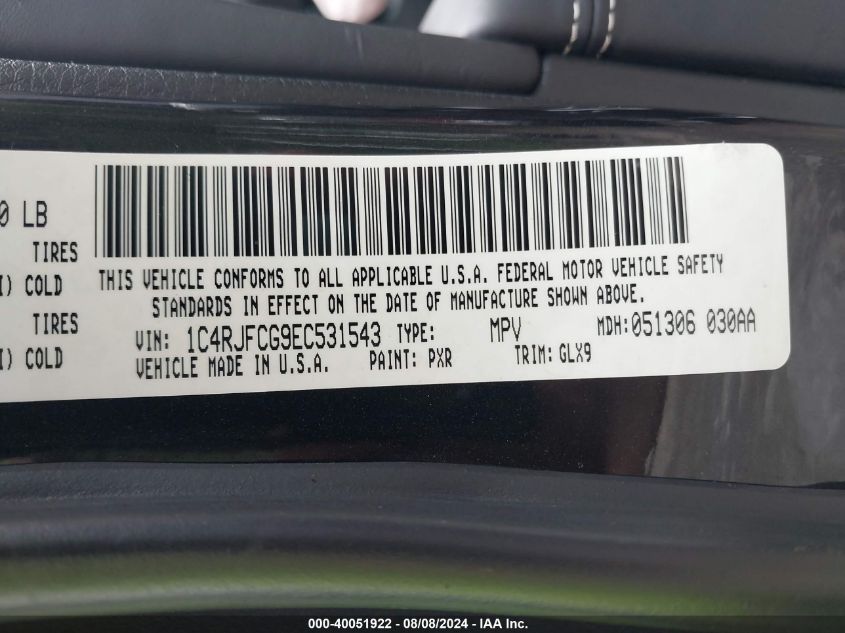 0 LB
TIRES
I) COLD
TIRES
I) COLD
THIS VEHICLE CONFORMS TO ALL APPLICABLE U.S.A. FEDERAL MOTOR VEHICLE SAFETY
STANDARDS IN EFFECT ON THE DATE OF MANUFACTURE SHOWN ABOVE.
VIN: 1C4RJFCG9EC531543 TYPE: MPV MDH: 051306 030AA
VEHICLE MADE IN U.S.A. PAINT: PXR TRIM: GLX9
000-40051922 - 08/08/2024 - IAA Inc.